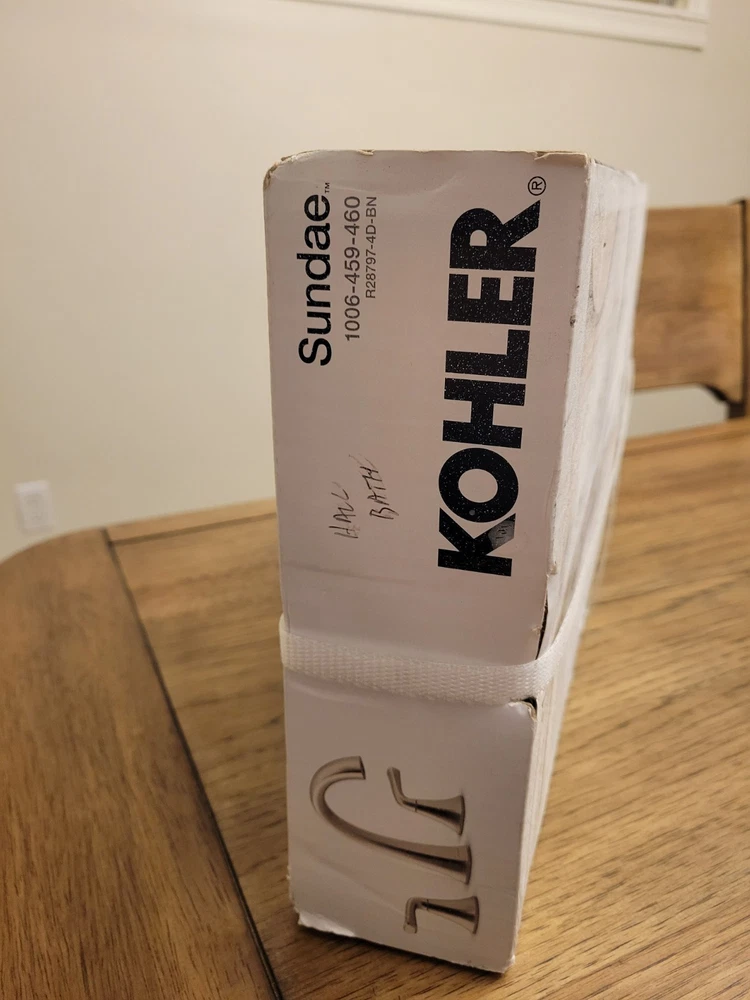 Sundae™
1006-459-460
R28797-4D-BN
HALL
BATH
KOHLER®